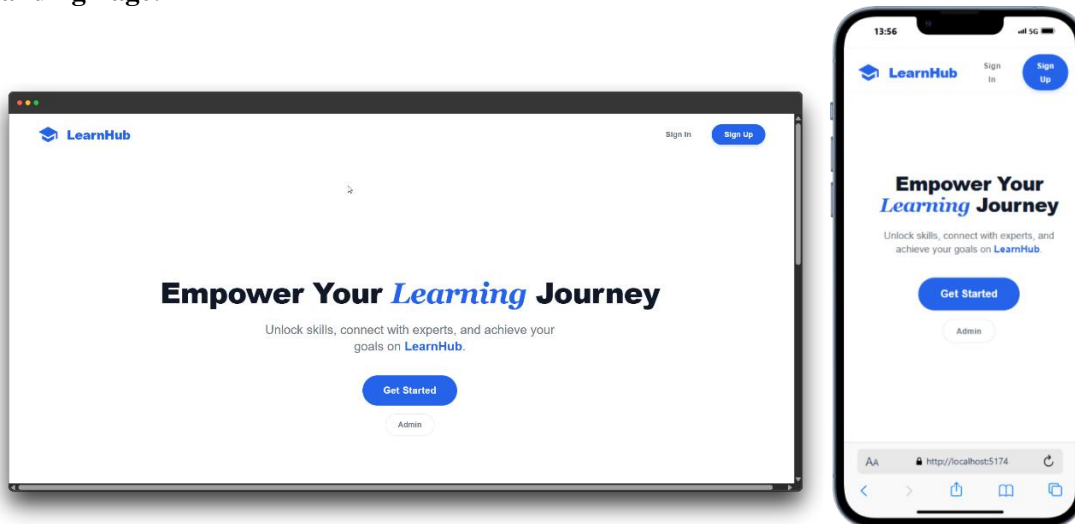 LearnHub
Sign In
Sign Up
Empower Your Learning Journey
Unlock skills, connect with experts, and achieve your
goals on LearnHub.
Get Started
Admin
13:56
5G
LearnHub
Sign
In
Sign
Up
Empower Your
Learning Journey
Unlock skills, connect with experts, and
achieve your goals on LearnHub.
Get Started
Admin
AA
http://localhost:5174